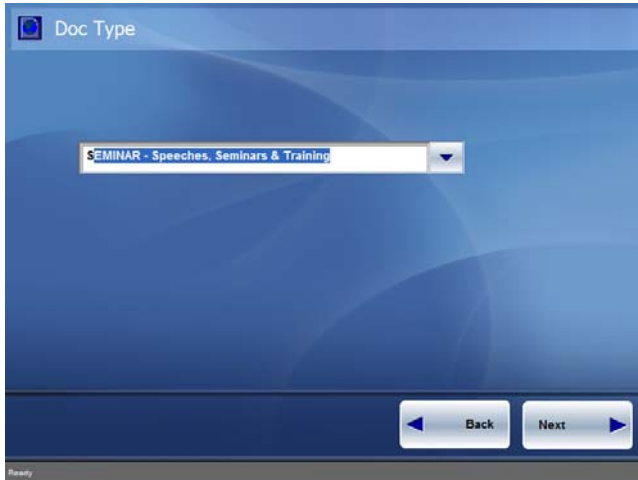 Doc Type
SEMINAR - Speeches, Seminars & Training
Back
Next
Ready